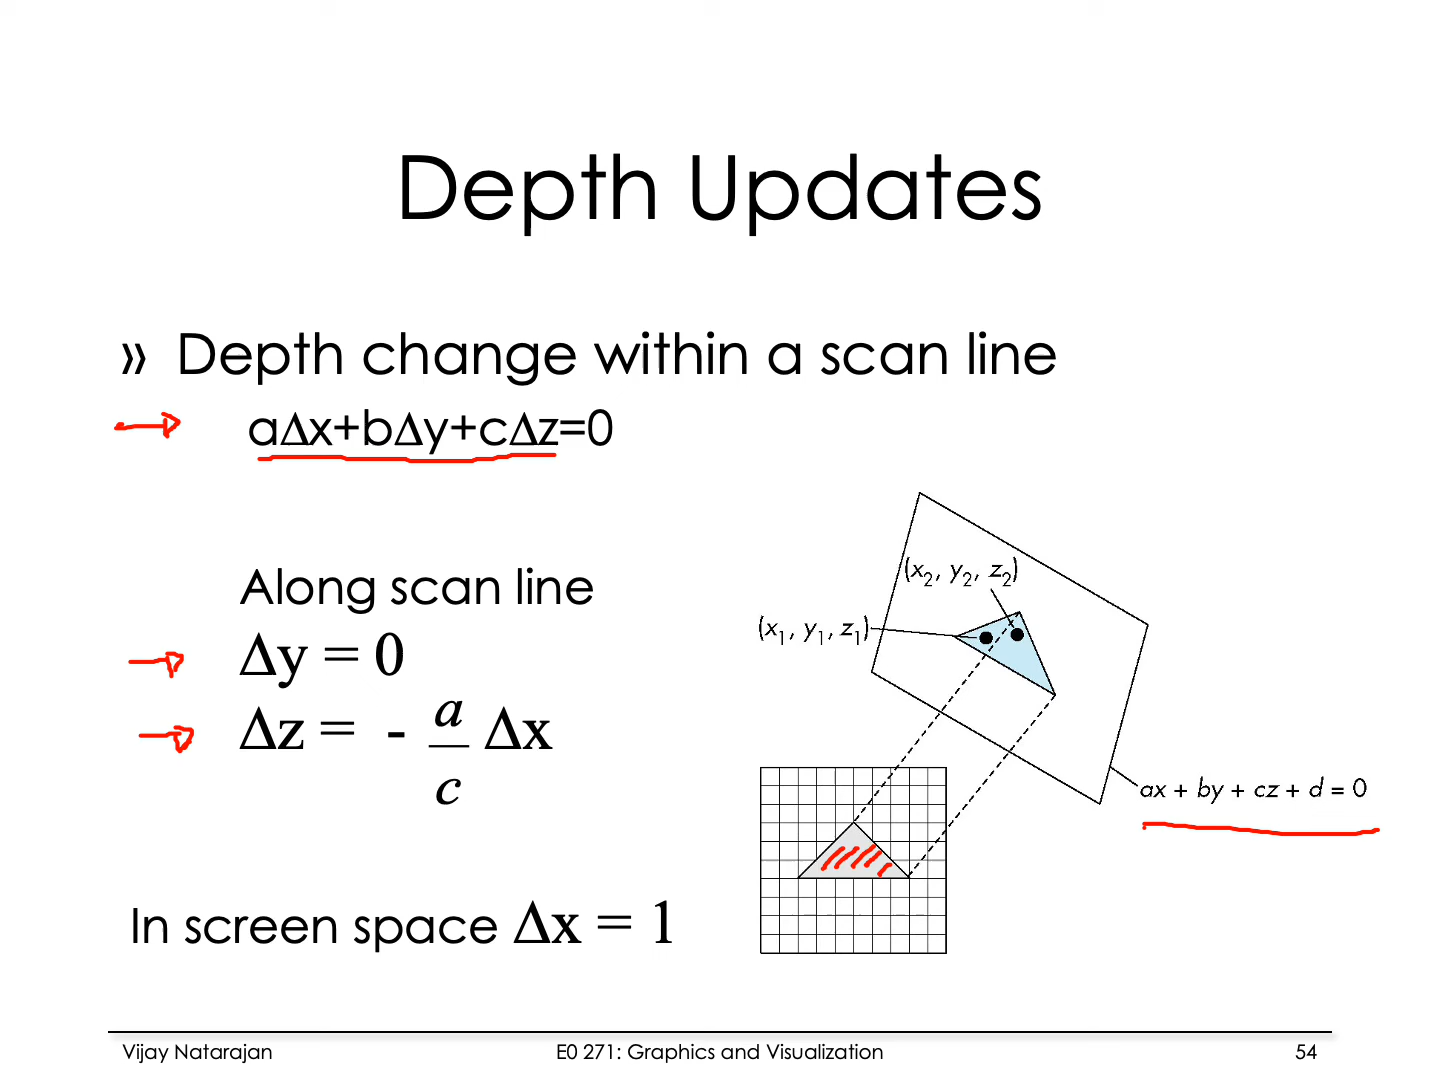 Depth Updates
» Depth change within a scan line
aΔx+bΔy+cΔz=0
Along scan line
Δy = 0
Δz = - a/c Δx
In screen space Δx = 1
(x₂, y₂, z₂)
(x₁, y₁, z₁)
ax + by + cz + d = 0
Vijay Natarajan
E0 271: Graphics and Visualization
54